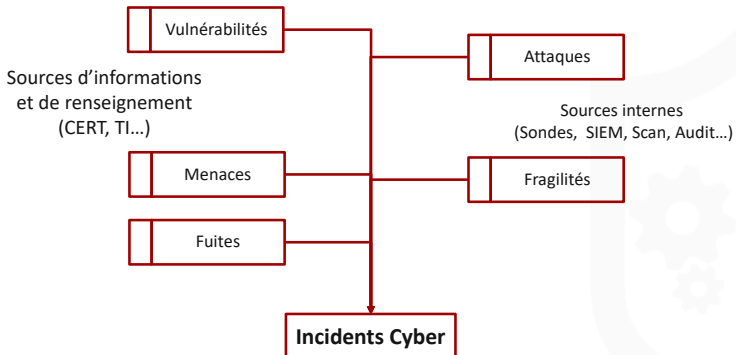 Vulnérabilités
Attaques
Sources d’informations
et de renseignement
(CERT, TI…)
Sources internes
(Sondes,  SIEM, Scan, Audit…)
Menaces
Fragilités
Fuites
Incidents Cyber